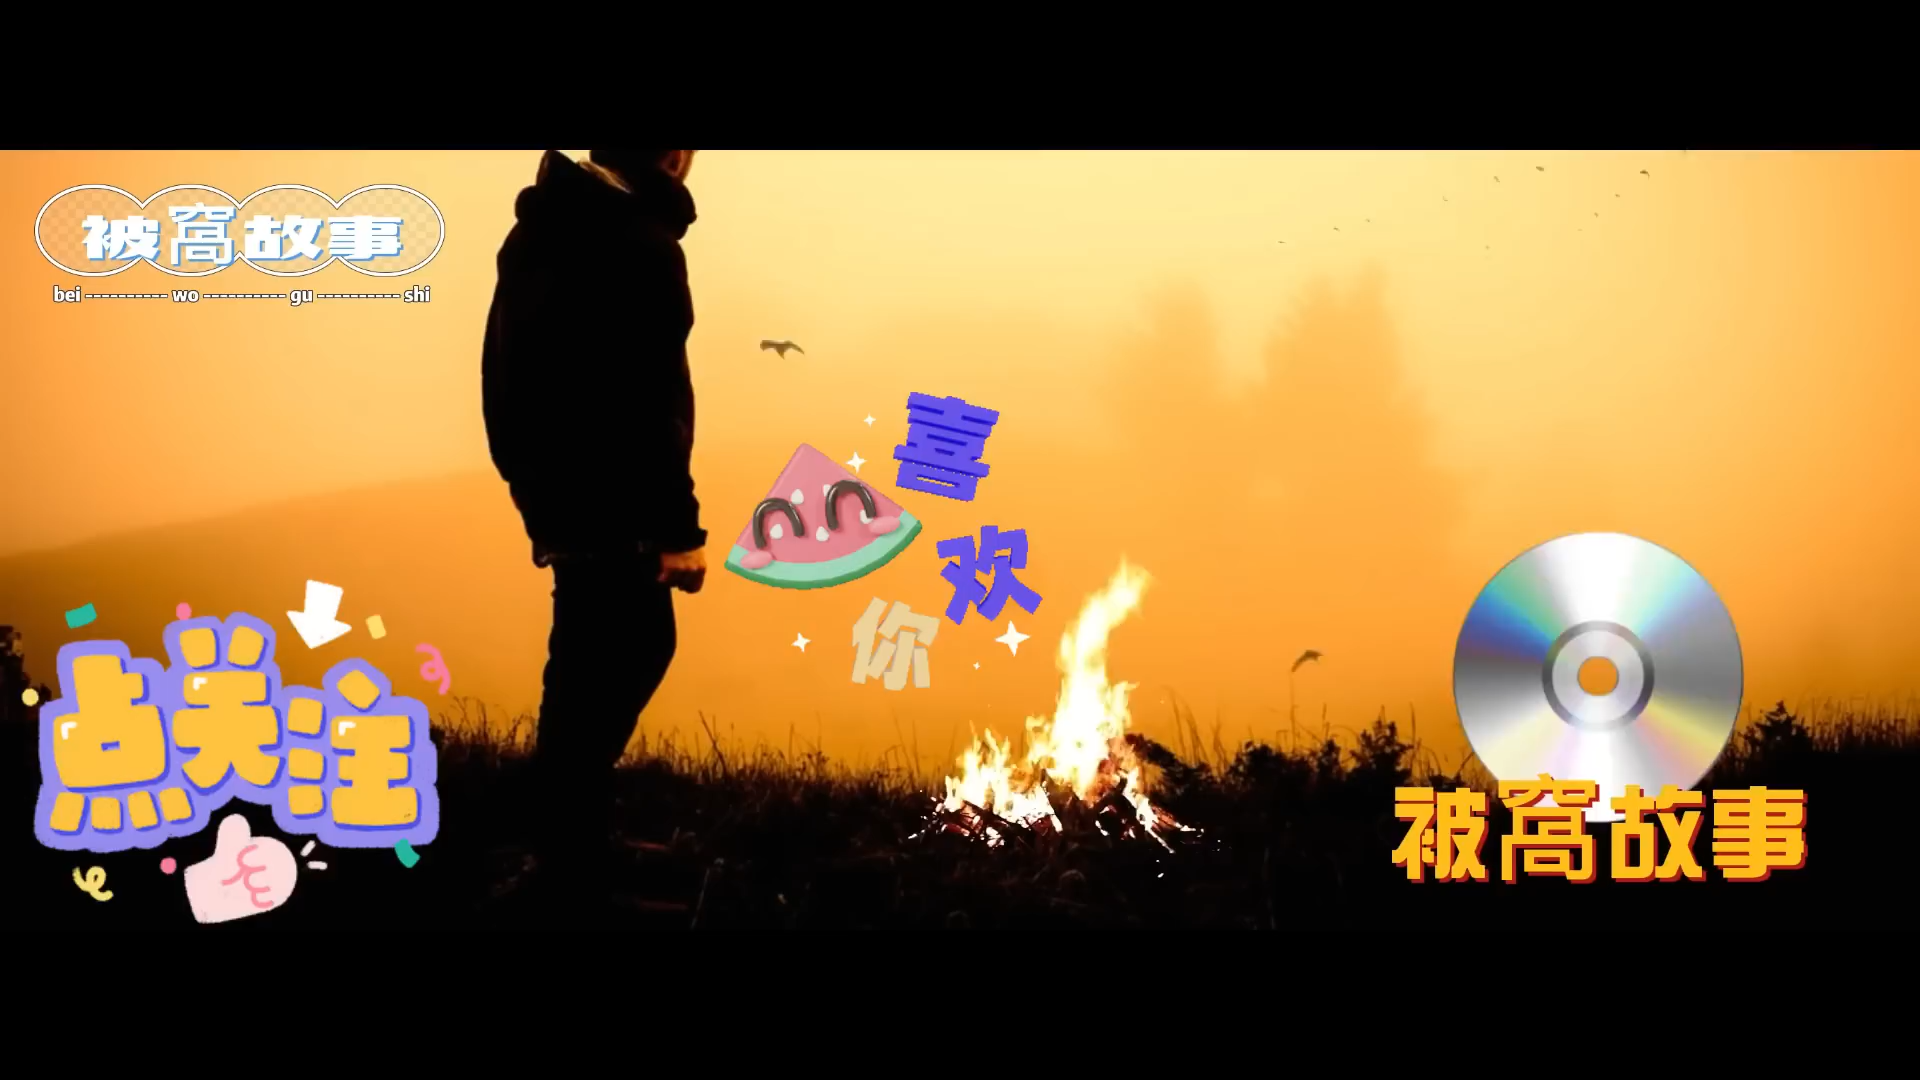 被窝故事
bei ---------- wo ---------- gu ---------- shi
喜
欢
你
点关注
被窝故事